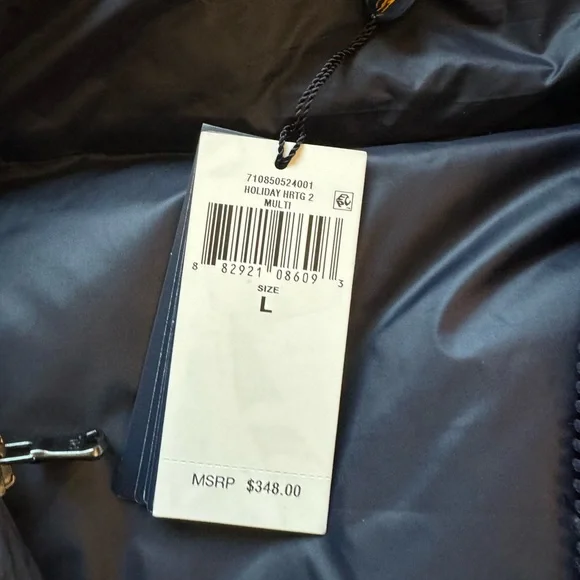 710850524001
HOLIDAY HRTG 2
MULTI
8 82921 08609 3
SIZE
L
MSRP $348.00